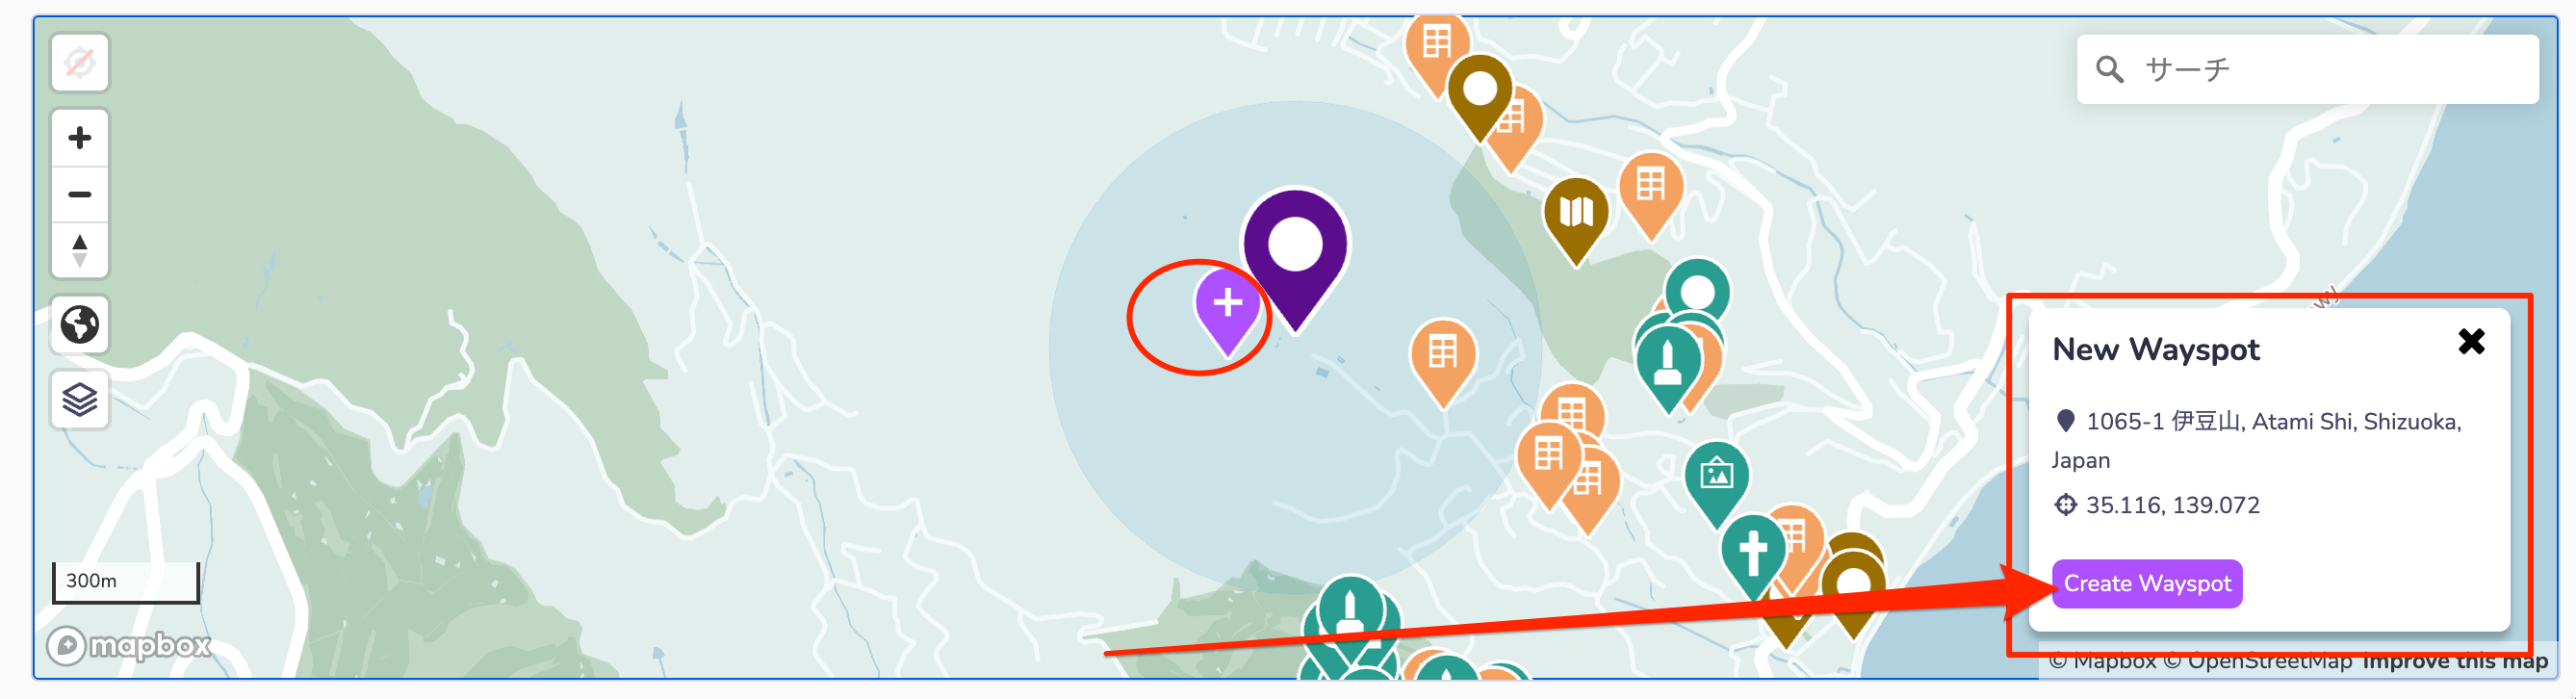 サーチ
wy
New Wayspot
1065-1 伊豆山, Atami Shi, Shizuoka,
Japan
35.116, 139.072
Create Wayspot
300m
mapbox
© Mapbox © OpenStreetMap Improve this map